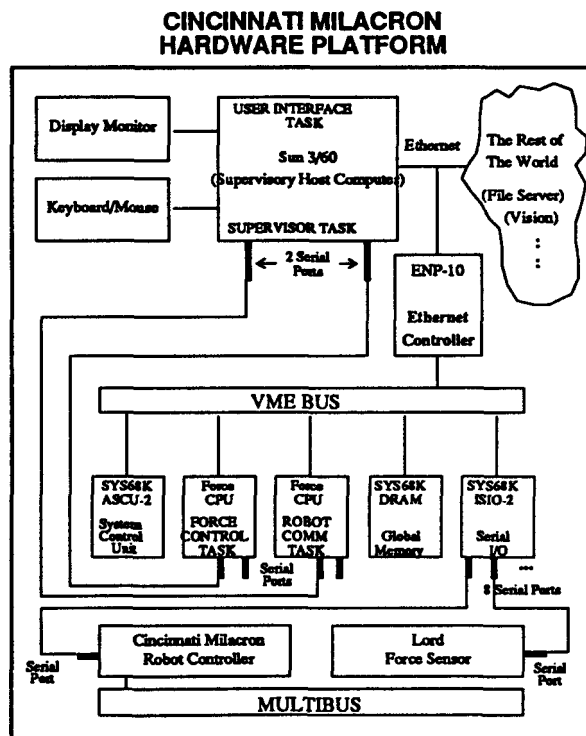 CINCINNATI MILACRON
HARDWARE PLATFORM
Display Monitor
Keyboard/Mouse
USER INTERFACE
TASK
Sun 3/60
(Supervisory Host Computer)
SUPERVISOR TASK
Ethernet
The Rest of
The World
(File Server)
(Vision)
2 Serial
Ports
ENP-10
Ethernet
Controller
VME BUS
SYS68K
ASCU-2
System
Control
Unit
Force
CPU
FORCE
CONTROL
TASK
Force
CPU
ROBOT
COMM
TASK
SYS68K
DRAM
Global
Memory
SYS68K
ISIO-2
Serial
I/O
Serial
Ports
...
8 Serial Ports
Cincinnati Milacron
Robot Controller
Lord
Force Sensor
Serial
Port
Serial
Port
MULTIBUS